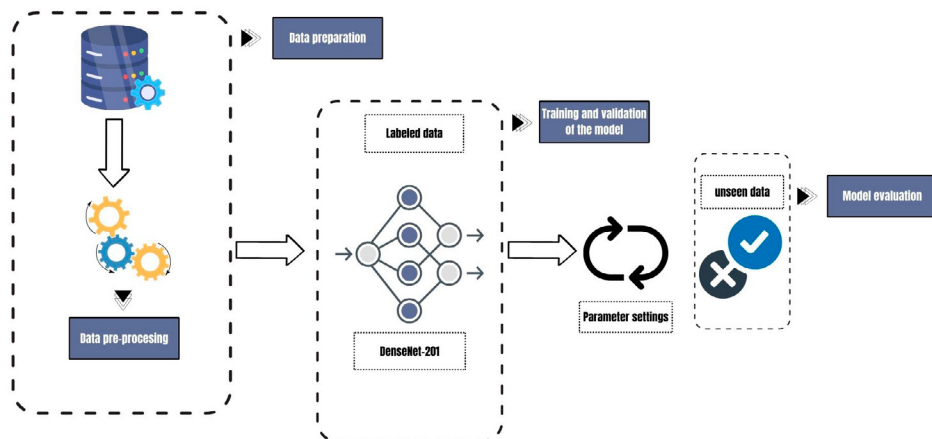 Data preparation
Data pre-procesing
Labeled data
DenseNet-201
Training and validation
of the model
Parameter settings
unseen data
Model evaluation